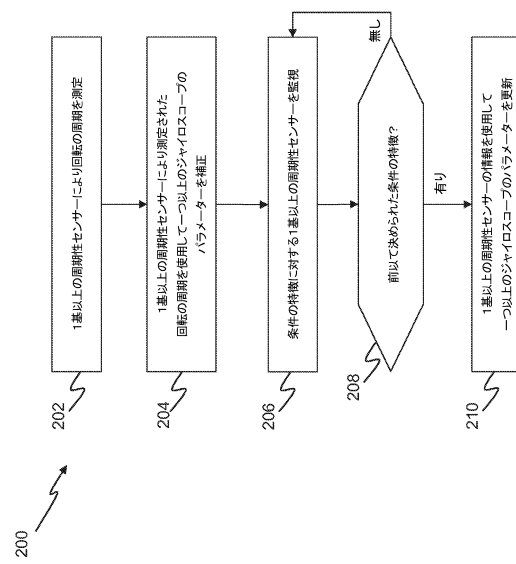 200
202
1基以上の周期性センサーにより回転の周期を測定
204
1基以上の周期性センサーにより測定された
回転の周期を使用して一つ以上のジャイロスコープの
パラメーターを補正
206
条件の特徴に対する1基以上の周期性センサーを監視
無し
208
前以て決められた条件の特徴？
有り
210
1基以上の周期性センサーの情報を使用して
一つ以上のジャイロスコープのパラメーターを更新